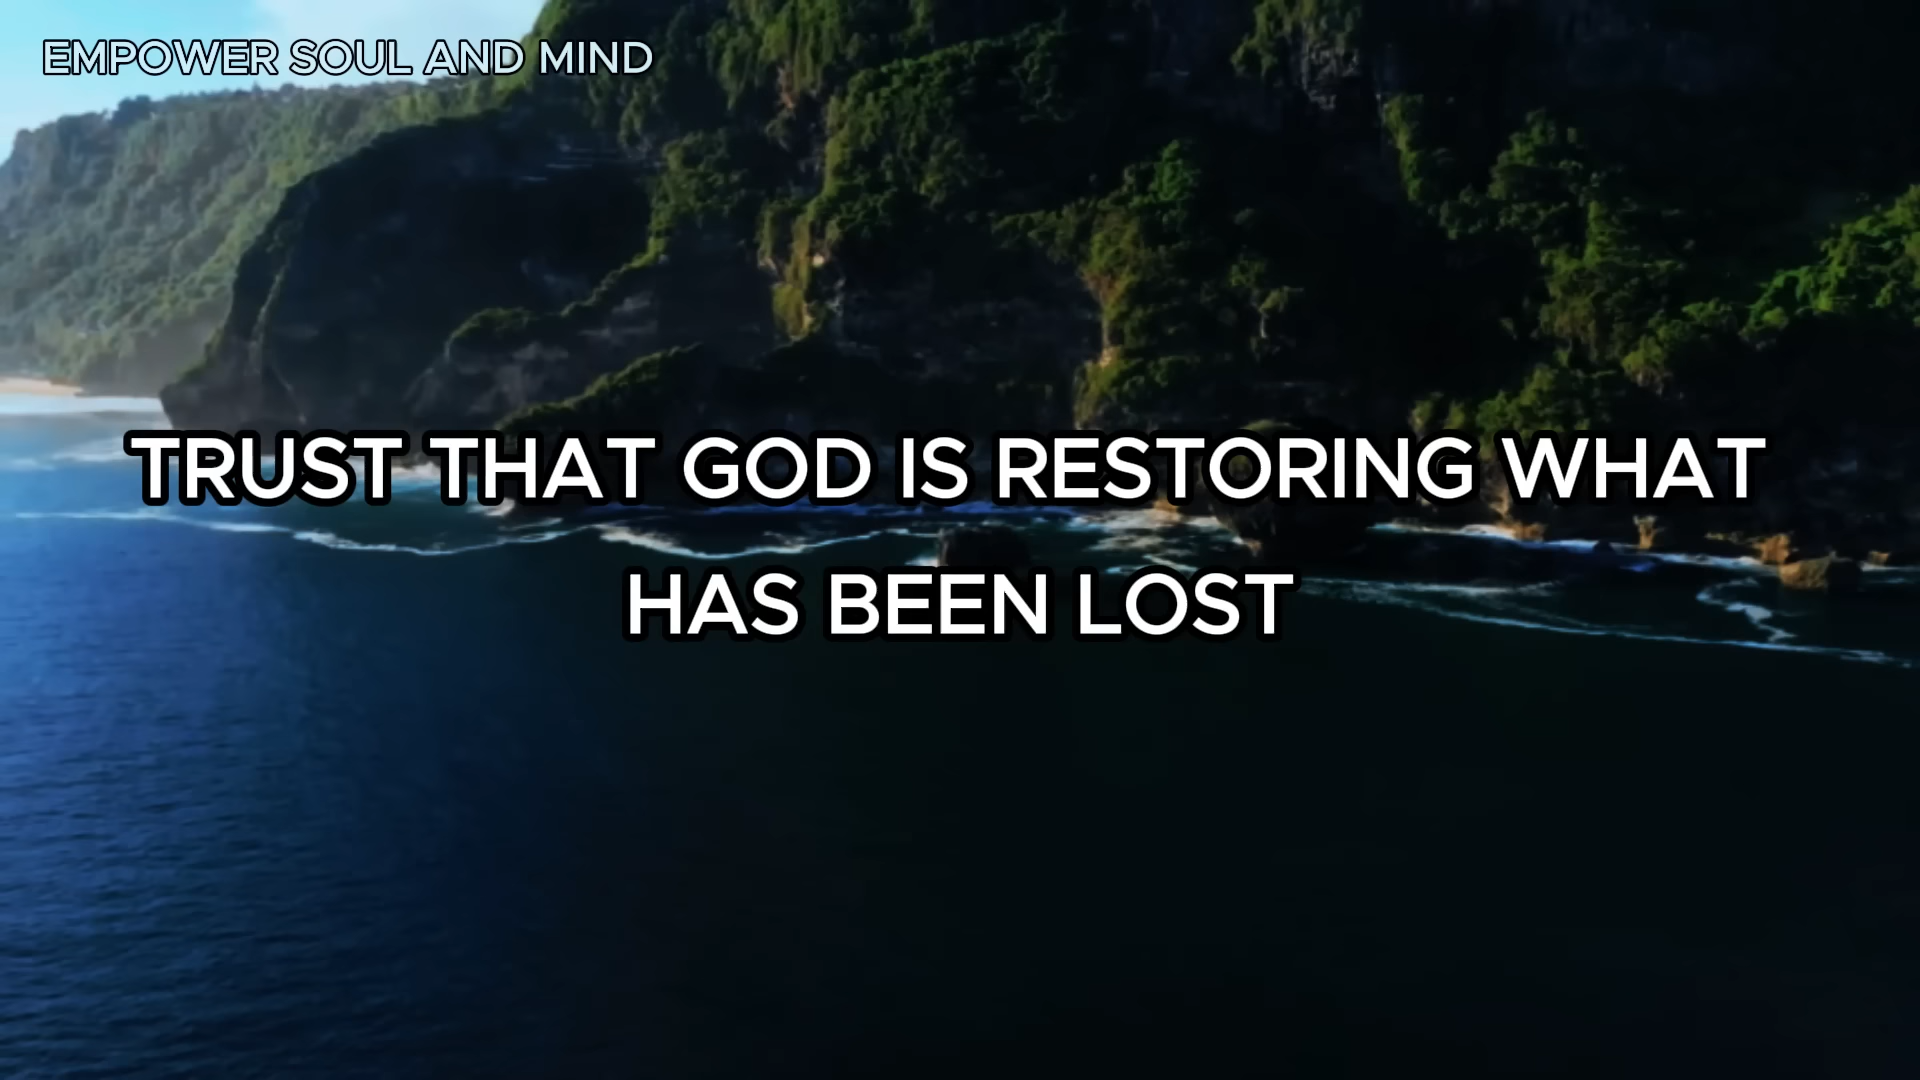 EMPOWER SOUL AND MIND
TRUST THAT GOD IS RESTORING WHAT
HAS BEEN LOST